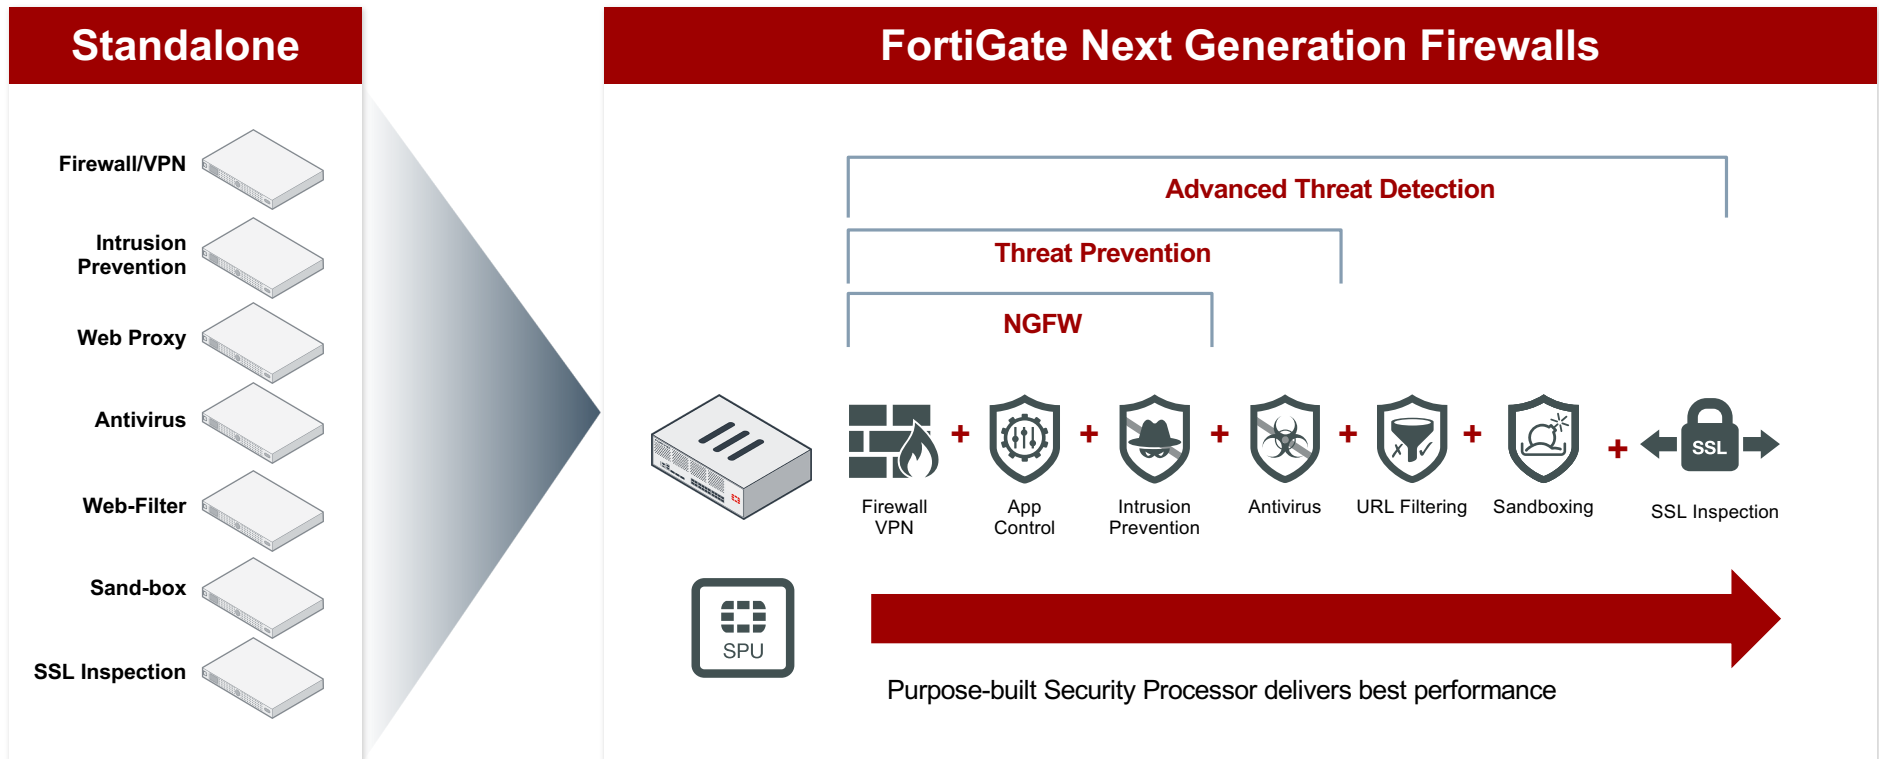 Standalone
Firewall/VPN
Intrusion
Prevention
Web Proxy
Antivirus
Web-Filter
Sand-box
SSL Inspection
FortiGate Next Generation Firewalls
Advanced Threat Detection
Threat Prevention
NGFW
+ + + + + +
SSL
Firewall
VPN
App
Control
Intrusion
Prevention
Antivirus
URL Filtering
Sandboxing
SSL Inspection
SPU
Purpose-built Security Processor delivers best performance